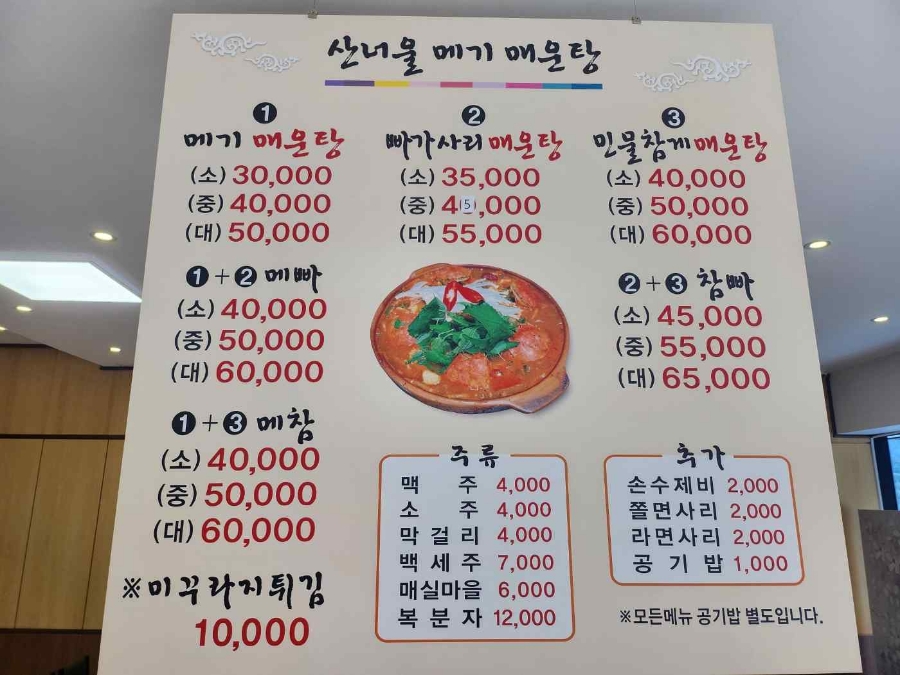 산너울 메기 매운탕
❶
메기 매운탕
(소) 30,000
(중) 40,000
(대) 50,000
❷
빠가사리 매운탕
(소) 35,000
(중) 45,000
(대) 55,000
❸
민물참게 매운탕
(소) 40,000
(중) 50,000
(대) 60,000
❶+❷ 메빠
(소) 40,000
(중) 50,000
(대) 60,000
❷+❸ 참빠
(소) 45,000
(중) 55,000
(대) 65,000
❶+❸ 메참
(소) 40,000
(중) 50,000
(대) 60,000
※미꾸라지튀김
10,000
주류
맥주 4,000
소주 4,000
막걸리 4,000
백세주 7,000
매실마을 6,000
복분자 12,000
추가
손수제비 2,000
쫄면사리 2,000
라면사리 2,000
공기밥 1,000
※모든메뉴 공기밥 별도입니다.